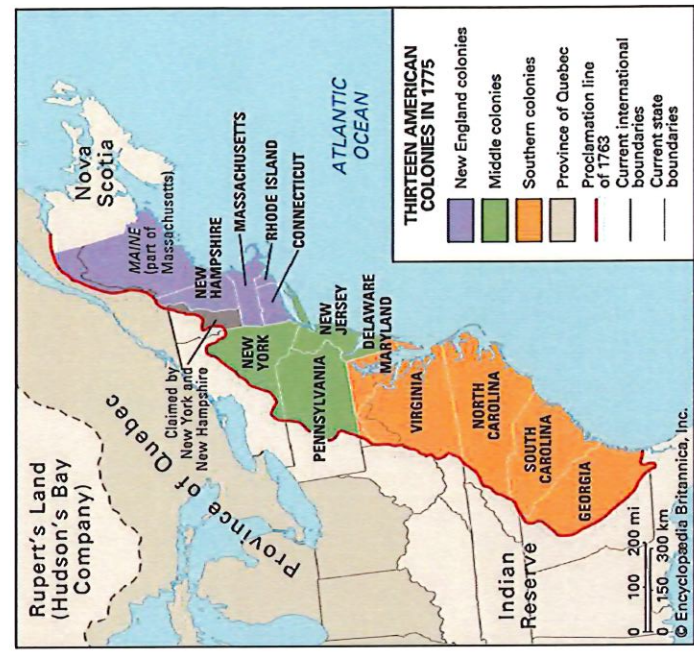 Rupert's Land
(Hudson's Bay
Company)
Province of Quebec
Nova
Scotia
MAINE
(part of
Massachusetts)
NEW
HAMPSHIRE
MASSACHUSETTS
RHODE ISLAND
CONNECTICUT
Claimed by
New York and
New Hampshire
NEW
YORK
PENNSYLVANIA
NEW
JERSEY
DELAWARE
MARYLAND
VIRGINIA
NORTH
CAROLINA
SOUTH
CAROLINA
GEORGIA
Indian
Reserve
ATLANTIC
OCEAN
THIRTEEN AMERICAN
COLONIES IN 1775
New England colonies
Middle colonies
Southern colonies
Province of Quebec
Proclamation line
of 1763
Current international
boundaries
Current state
boundaries
0 100 200 mi
0 150 300 km
© Encyclopædia Britannica, Inc.